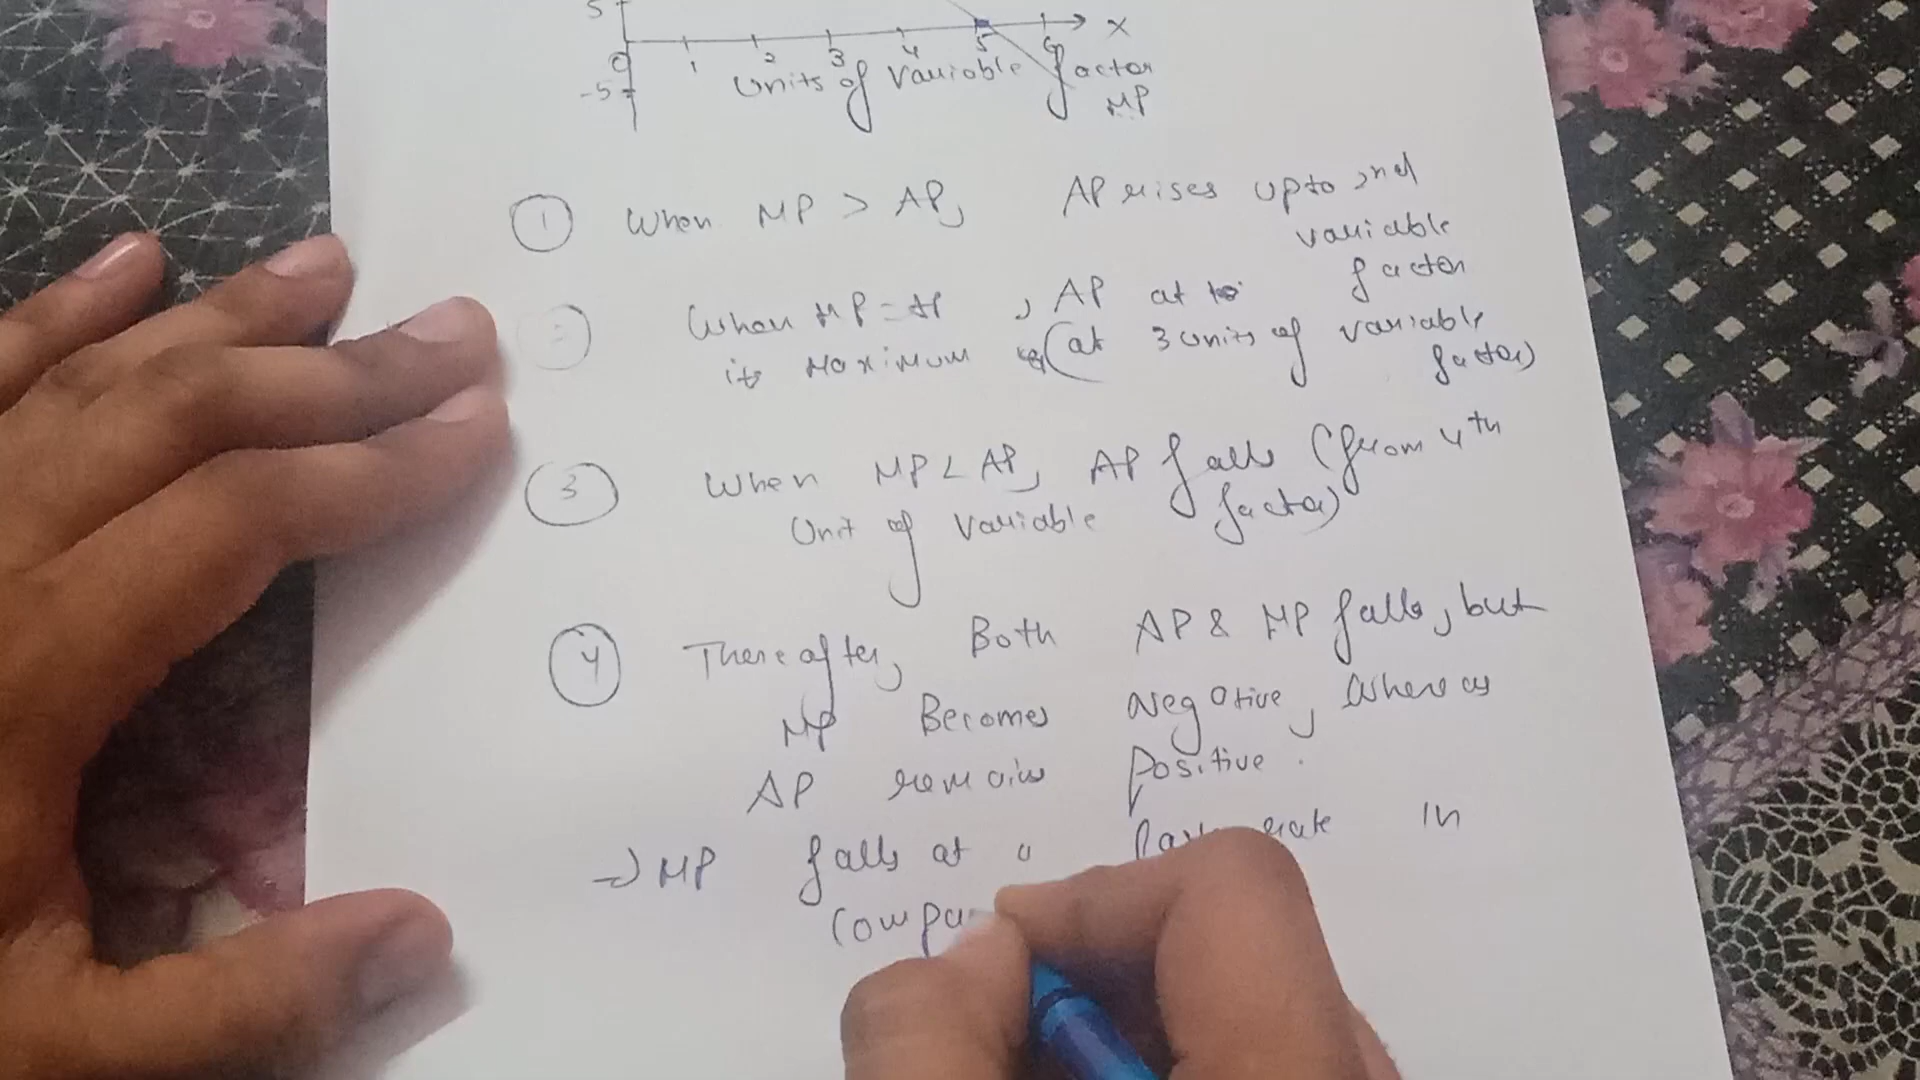 5
0 1 2 3 4 5 6 X
-5
Units of Variable factor
MP
① When MP > AP, AP rises upto 2nd
variable
factor
② When MP = AP , AP at
its Maximum (at 3 units of variable
factor)
③ When MP < AP, AP falls (from 4th
Unit of Variable factor)
④ Thereafter, Both AP & MP falls, but
MP Becomes Negative, Whereas
AP remains Positive.
→ MP falls at a rate in